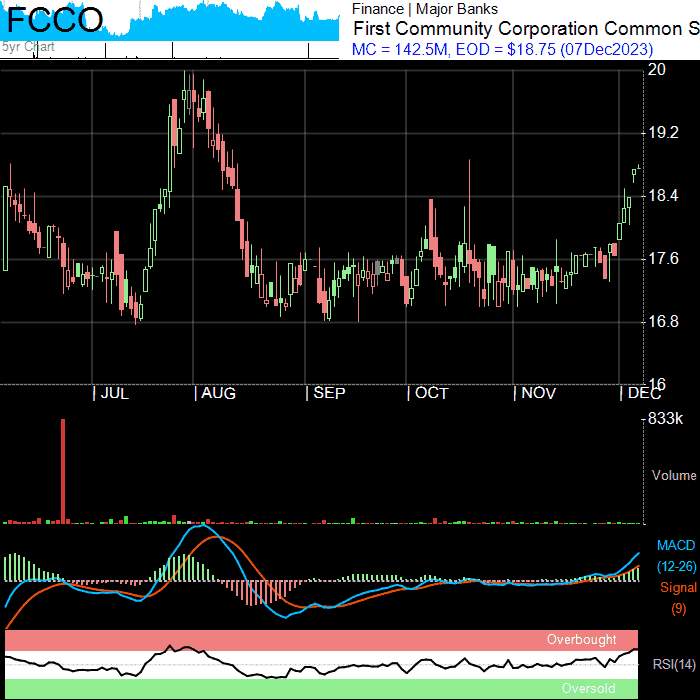 FCCO
5yr Chart
Finance | Major Banks
First Community Corporation Common S
MC = 142.5M, EOD = $18.75 (07Dec2023)
20
19.2
18.4
17.6
16.8
16
| JUL | AUG | SEP | OCT | NOV | DEC
833k
Volume
MACD
(12-26)
Signal
(9)
Overbought
RSI(14)
Oversold